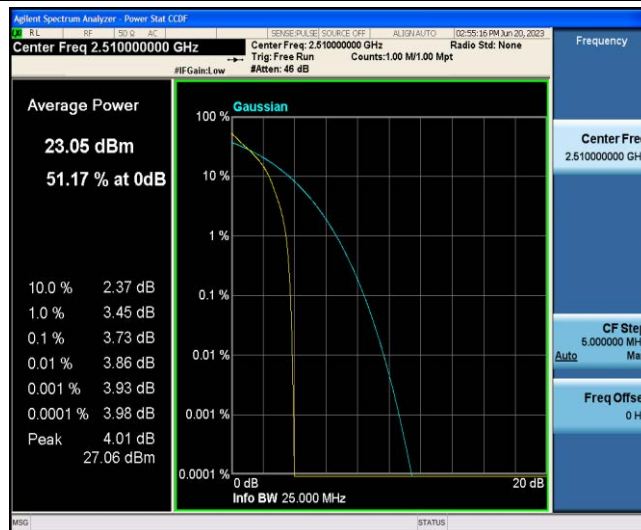 Agilent Spectrum Analyzer - Power Stat CCDF
RL RF 50 Ω AC SENSE:PULSE SOURCE OFF ALIGNAUTO 02:55:16 PM Jun 20, 2023
Center Freq 2.510000000 GHz
Center Freq: 2.510000000 GHz Radio Std: None
Trig: Free Run Counts:1.00 M/1.00 Mpt
#IFGain:Low #Atten: 46 dB
Frequency
Average Power
23.05 dBm
51.17 % at 0dB
10.0 % 2.37 dB
1.0 % 3.45 dB
0.1 % 3.73 dB
0.01 % 3.86 dB
0.001 % 3.93 dB
0.0001 % 3.98 dB
Peak 4.01 dB
27.06 dBm
Gaussian
100 %
10 %
1 %
0.1 %
0.01 %
0.001 %
0.0001 %
0 dB 20 dB
Info BW 25.000 MHz
Center Fre
2.510000000 GH
CF Step
5.000000 MH
Auto Ma
Freq Offse
0 H
MSG STATUS